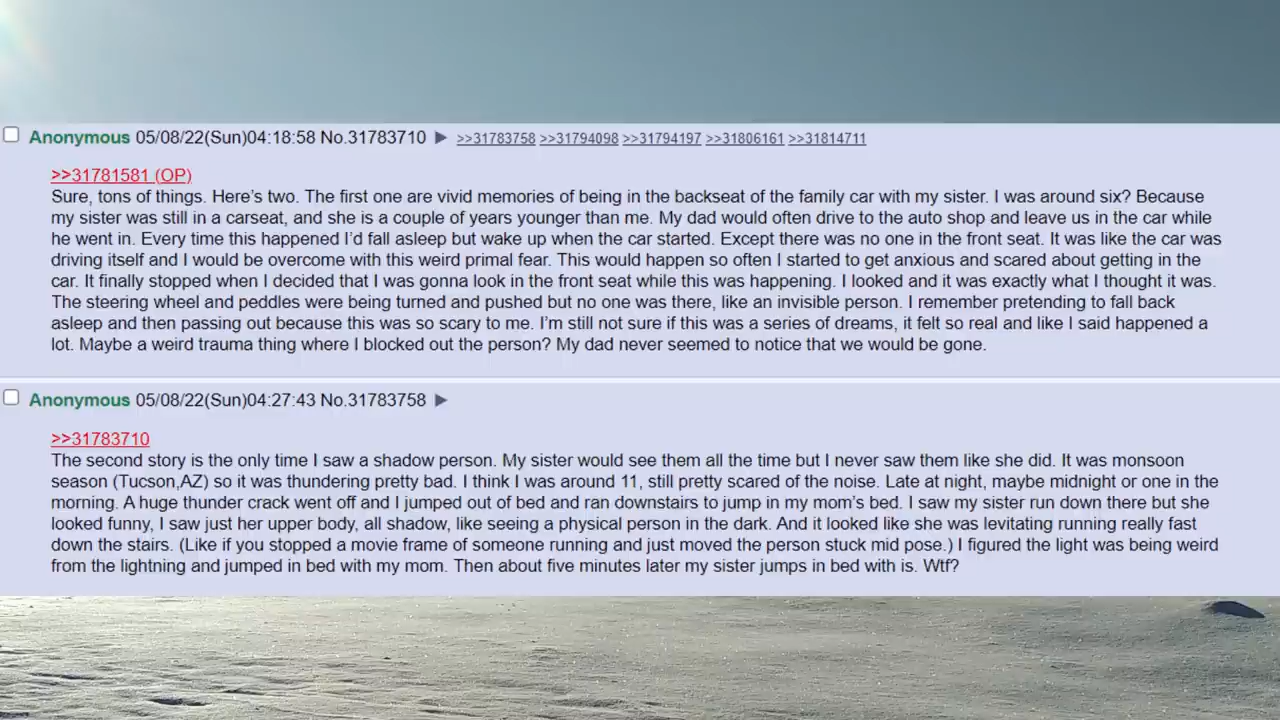 Anonymous 05/08/22(Sun)04:18:58 No.31783710 ▶ >>31783758 >>31794098 >>31794197 >>31806161 >>31814711
>>31781581 (OP)
Sure, tons of things. Here's two. The first one are vivid memories of being in the backseat of the family car with my sister. I was around six? Because
my sister was still in a carseat, and she is a couple of years younger than me. My dad would often drive to the auto shop and leave us in the car while
he went in. Every time this happened I'd fall asleep but wake up when the car started. Except there was no one in the front seat. It was like the car was
driving itself and I would be overcome with this weird primal fear. This would happen so often I started to get anxious and scared about getting in the
car. It finally stopped when I decided that I was gonna look in the front seat while this was happening. I looked and it was exactly what I thought it was.
The steering wheel and peddles were being turned and pushed but no one was there, like an invisible person. I remember pretending to fall back
asleep and then passing out because this was so scary to me. I'm still not sure if this was a series of dreams, it felt so real and like I said happened a
lot. Maybe a weird trauma thing where I blocked out the person? My dad never seemed to notice that we would be gone.
Anonymous 05/08/22(Sun)04:27:43 No.31783758 ▶
>>31783710
The second story is the only time I saw a shadow person. My sister would see them all the time but I never saw them like she did. It was monsoon
season (Tucson,AZ) so it was thundering pretty bad. I think I was around 11, still pretty scared of the noise. Late at night, maybe midnight or one in the
morning. A huge thunder crack went off and I jumped out of bed and ran downstairs to jump in my mom's bed. I saw my sister run down there but she
looked funny, I saw just her upper body, all shadow, like seeing a physical person in the dark. And it looked like she was levitating running really fast
down the stairs. (Like if you stopped a movie frame of someone running and just moved the person stuck mid pose.) I figured the light was being weird
from the lightning and jumped in bed with my mom. Then about five minutes later my sister jumps in bed with is. Wtf?